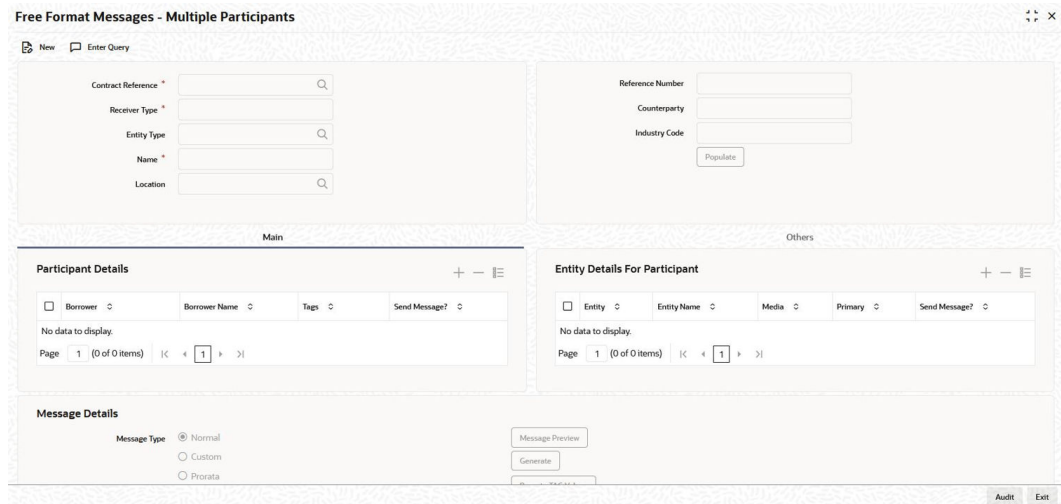 Free Format Messages - Multiple Participants
New Enter Query
Contract Reference *
Receiver Type *
Entity Type
Name *
Location
Reference Number
Counterparty
Industry Code
Populate
Main Others
Participant Details
Borrower Borrower Name Tags Send Message?
No data to display.
Page 1 (0 of 0 items) 1
Entity Details For Participant
Entity Entity Name Media Primary Send Message?
No data to display.
Page 1 (0 of 0 items) 1
Message Details
Message Type Normal
Custom
Prorata
Message Preview
Generate
Audit Exit